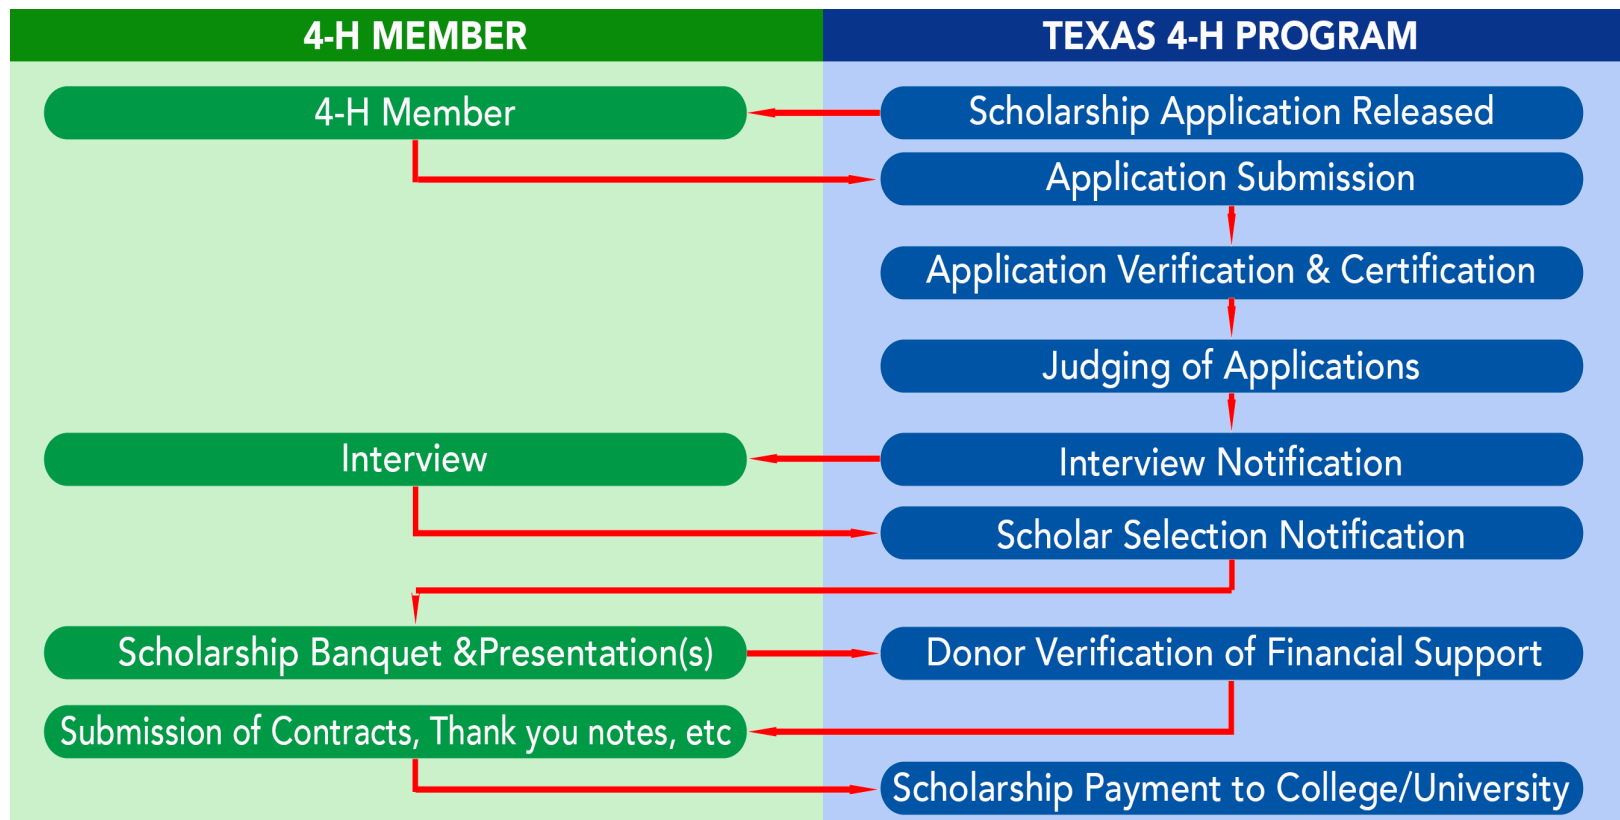 4-H MEMBER
TEXAS 4-H PROGRAM
4-H Member
Scholarship Application Released
Application Submission
Application Verification & Certification
Judging of Applications
Interview
Interview Notification
Scholar Selection Notification
Scholarship Banquet &Presentation(s)
Donor Verification of Financial Support
Submission of Contracts, Thank you notes, etc
Scholarship Payment to College/University